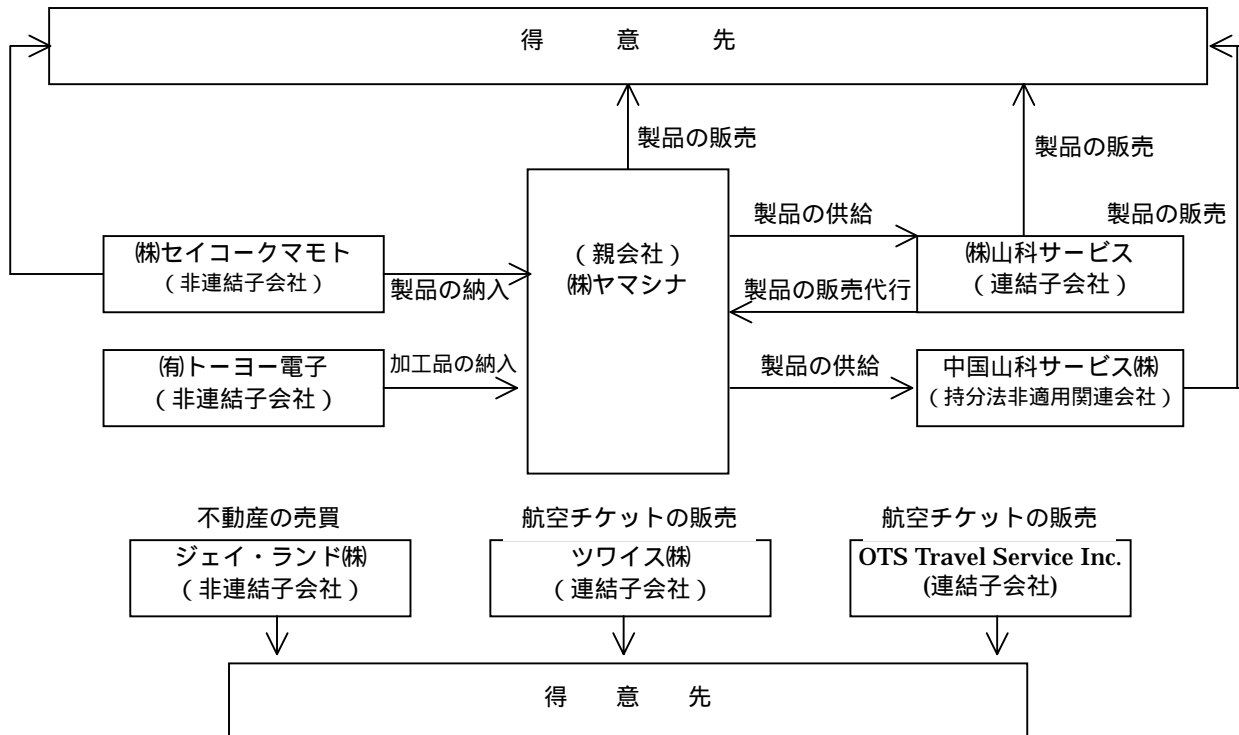 得　意　先
製品の販売
製品の販売
製品の供給
製品の販売
㈱セイコークマモト
（非連結子会社）
製品の納入
（親会社）
㈱ヤマシナ
㈱山科サービス
（連結子会社）
製品の販売代行
㈲トーヨー電子
（非連結子会社）
加工品の納入
製品の供給
中国山科サービス㈱
（持分法非適用関連会社）
不動産の売買
航空チケットの販売
航空チケットの販売
ジェイ・ランド㈱
（非連結子会社）
ツワイス㈱
（連結子会社）
OTS Travel Service Inc.
(連結子会社)
得　意　先